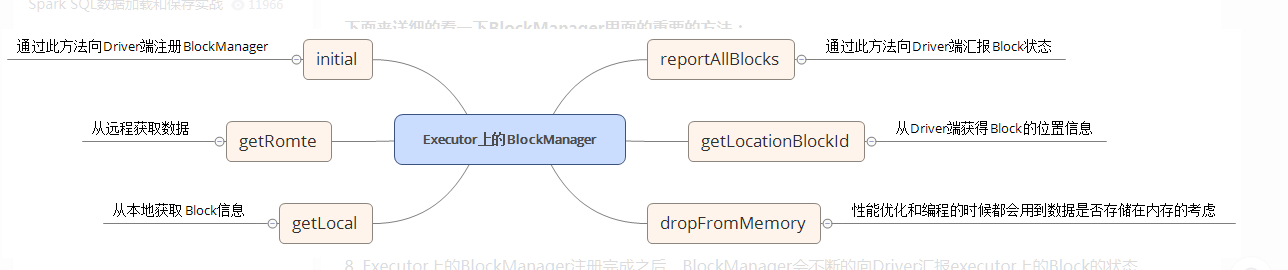 Spark SQL数据加载和保存实战 11966
下面来详细的看一下BlockManager里面的重要的方法：
通过此方法向Driver端注册BlockManager
initial
reportAllBlocks
通过此方法向Driver端汇报Block状态
从远程获取数据
getRomte
Executor上的BlockManager
getLocationBlockId
从Driver端获得Block的位置信息
从本地获取 Block信息
getLocal
dropFromMemory
性能优化和编程的时候都会用到数据是否存储在内存的考虑
8. Executor上的BlockManager注册完成之后，BlockManager会不断的向Driver汇报executor上的Block的状态